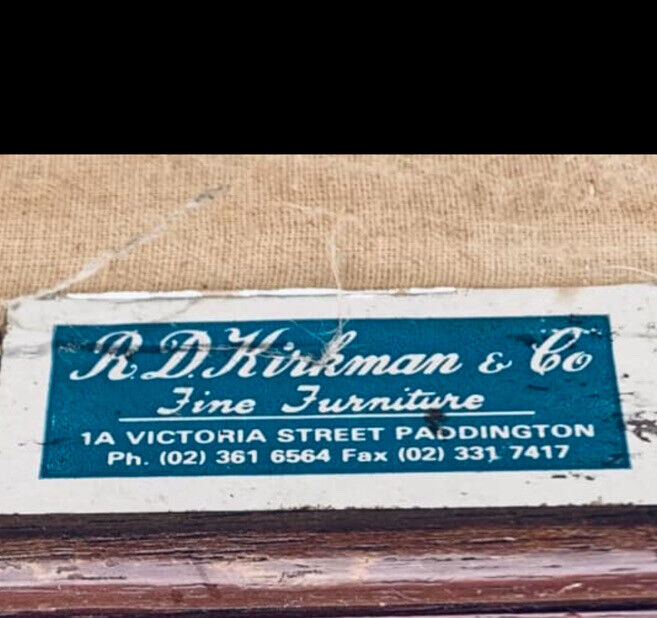 R.D. Kirkman & Co
Fine Furniture
1A VICTORIA STREET PADDINGTON
Ph. (02) 361 6564 Fax (02) 331 7417